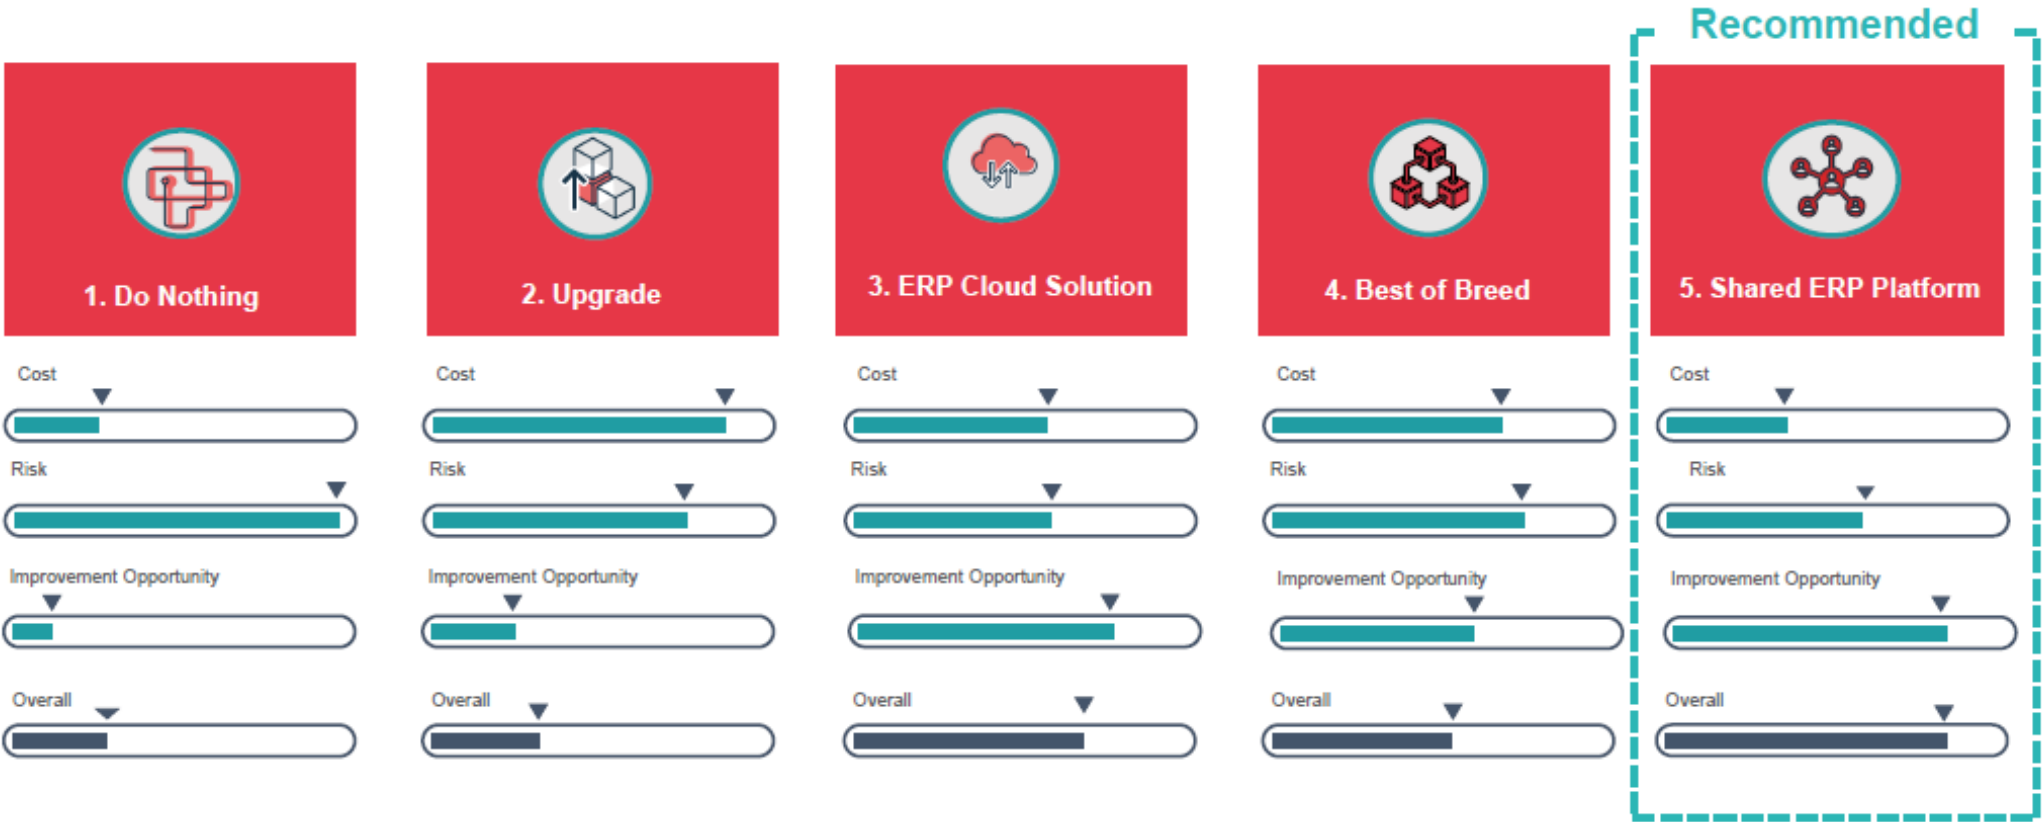 Recommended
1. Do Nothing
2. Upgrade
3. ERP Cloud Solution
4. Best of Breed
5. Shared ERP Platform
Cost
Cost
Cost
Cost
Cost
Risk
Risk
Risk
Risk
Risk
Improvement Opportunity
Improvement Opportunity
Improvement Opportunity
Improvement Opportunity
Improvement Opportunity
Overall
Overall
Overall
Overall
Overall